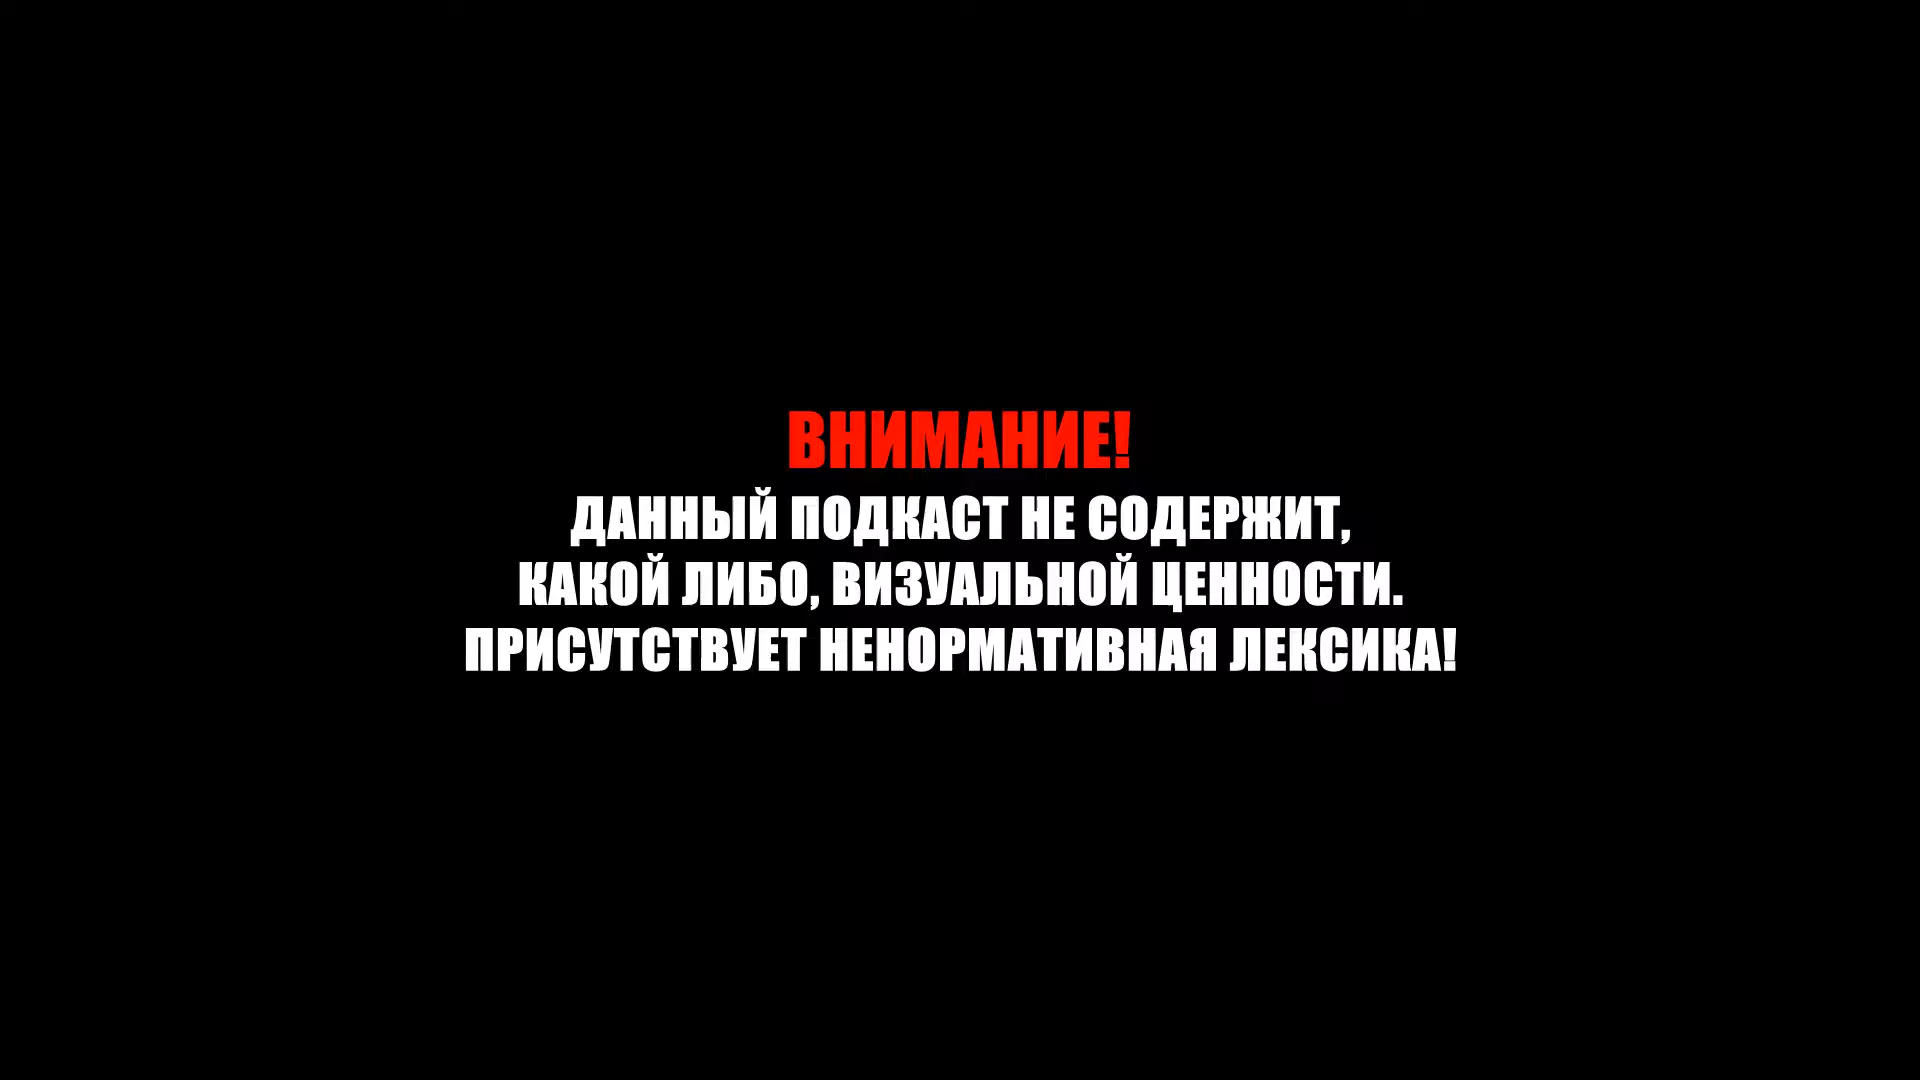 ВНИМАНИЕ!
ДАННЫЙ ПОДКАСТ НЕ СОДЕРЖИТ,
КАКОЙ ЛИБО, ВИЗУАЛЬНОЙ ЦЕННОСТИ.
ПРИСУТСТВУЕТ НЕНОРМАТИВНАЯ ЛЕКСИКА!